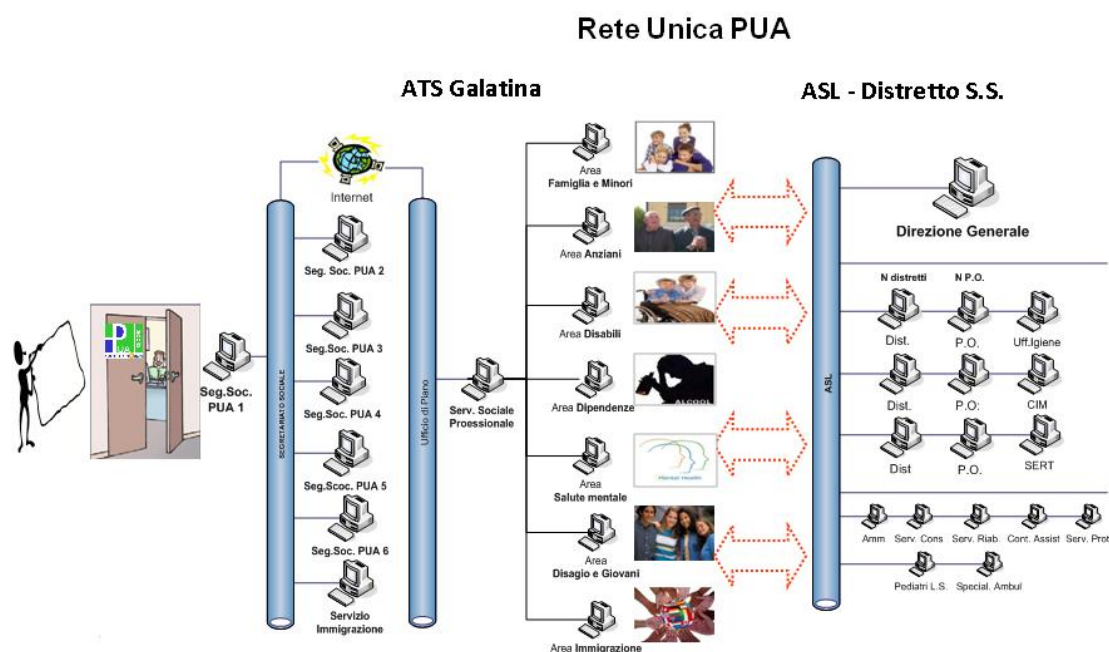 Rete Unica PUA
ATS Galatina
ASL - Distretto S.S.
Internet
Seg. Soc. PUA 2
Seg.Soc. PUA 3
Seg.Soc. PUA 4
Seg.Scoc. PUA 5
Seg.Soc. PUA 6
Servizio
Immigrazione
Seg.Soc.
PUA 1
SEGRETARIATO SOCIALE
Ufficio di Piano
Serv. Sociale
Proessionale
Area
Famiglia e Minori
Area Anziani
Area Disabili
Area Dipendenze
ALCOOL
Area
Salute mentale
Mental Health
Area
Disagio e Giovani
Area Immigrazione
ASL
Direzione Generale
N distretti
N P.O.
Dist.
P.O.
Uff.Igiene
Dist.
P.O:
CIM
Dist
P.O.
SERT
Amm
Serv. Cons
Serv. Riab.
Cont. Assist
Serv. Prot
Pediatri L.S.
Special. Ambul